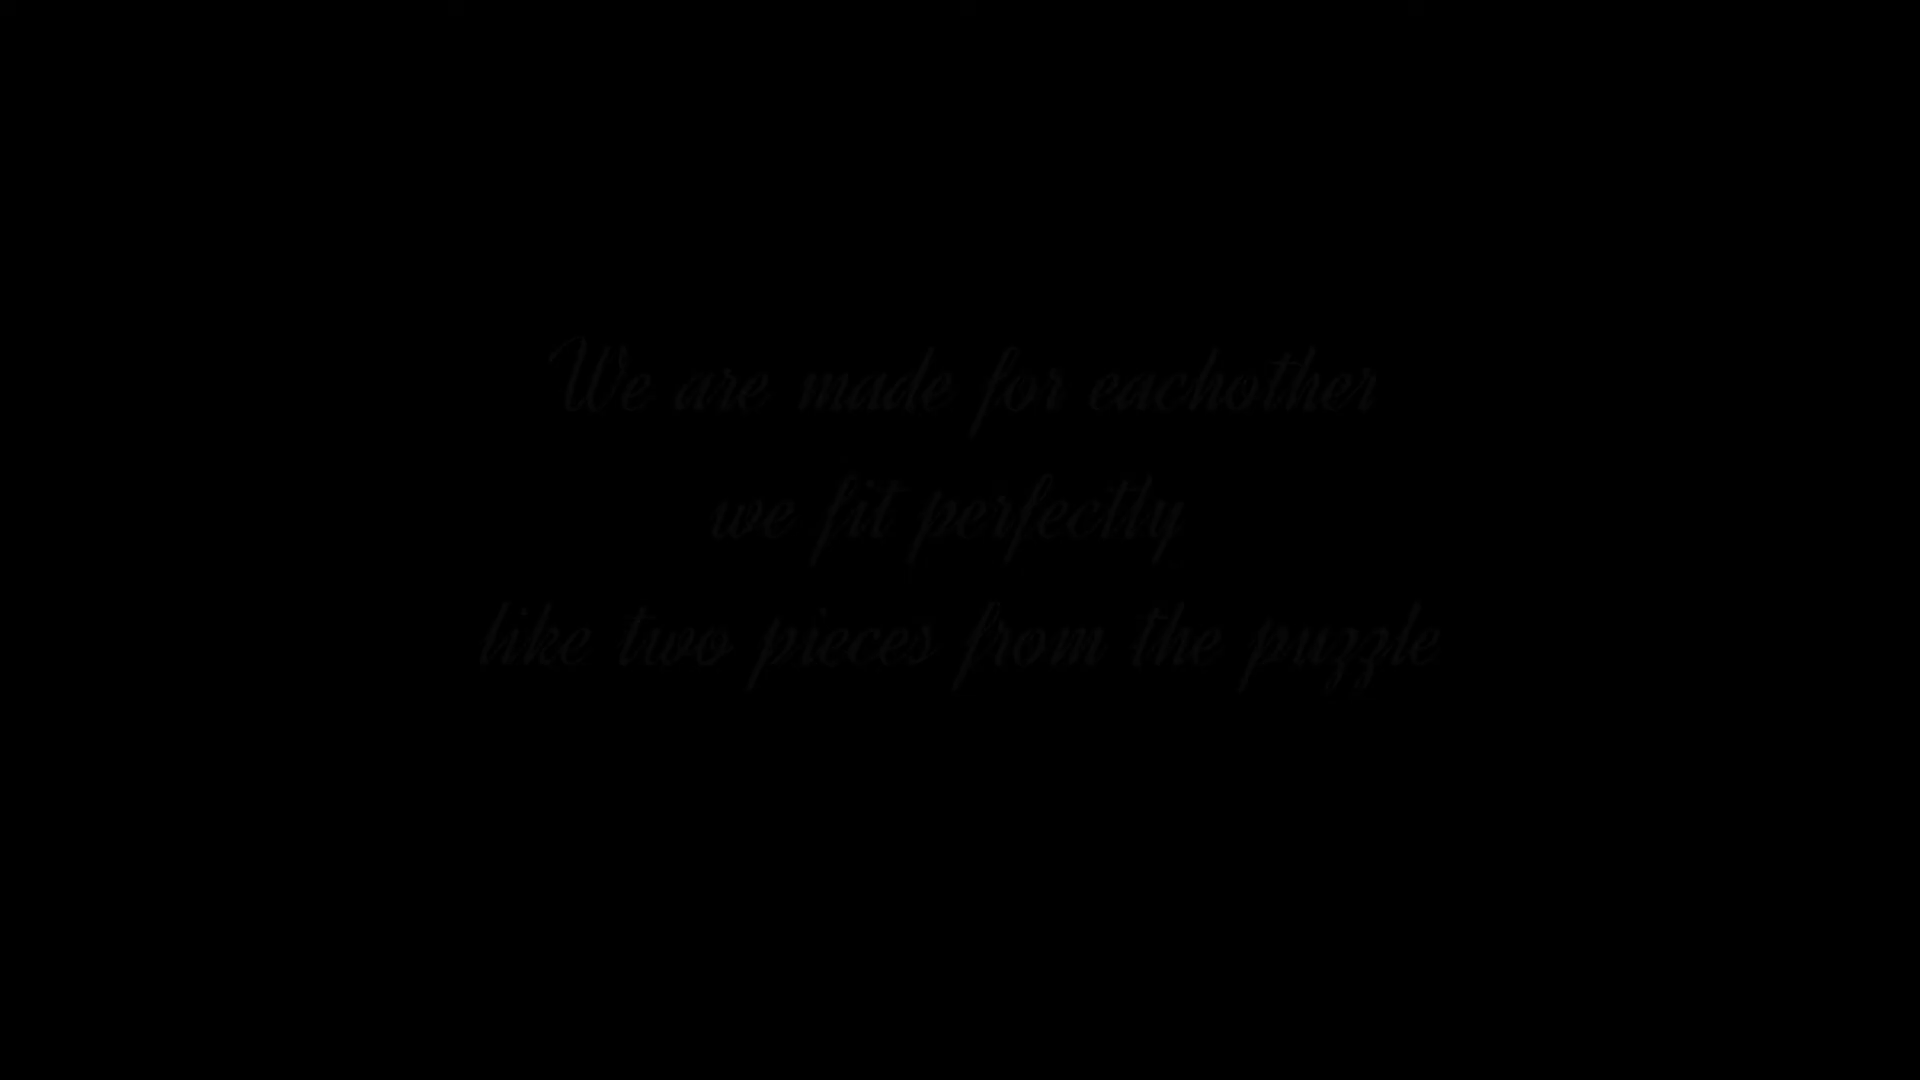 We are made for eachother
we fit perfectly
like two pieces from the puzzle